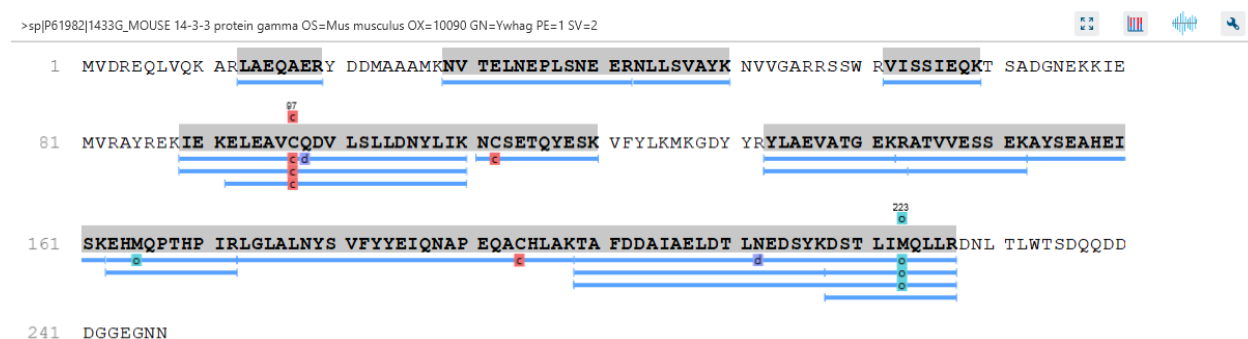 >sp|P61982|1433G_MOUSE 14-3-3 protein gamma OS=Mus musculus OX=10090 GN=Ywhag PE=1 SV=2
1 MVDREQLVQK ARLAEQAERY DDMAAAMKNV TELNEPLSNE ERNLLSVAYK NVVGARRSSW RVISSIEQKT SADGNEKKIE
97
c
81 MVRAYREKIE KELEAVCQDV LSLLDNYLIK NCSETQYESK VFYLKMKGDY YRYLAEVATG EKRATVVESS EKAYSEAHEI
c d c
c
c
223
o
161 SKEHMQPTHP IRLGLALNYS VFYYEIQNAP EQACHLAKTA FDDAIAELDT LNEDSYKDST LIMQLLRDNL TLWTSDQQDD
o c d o
o
o
241 DGGEGNN